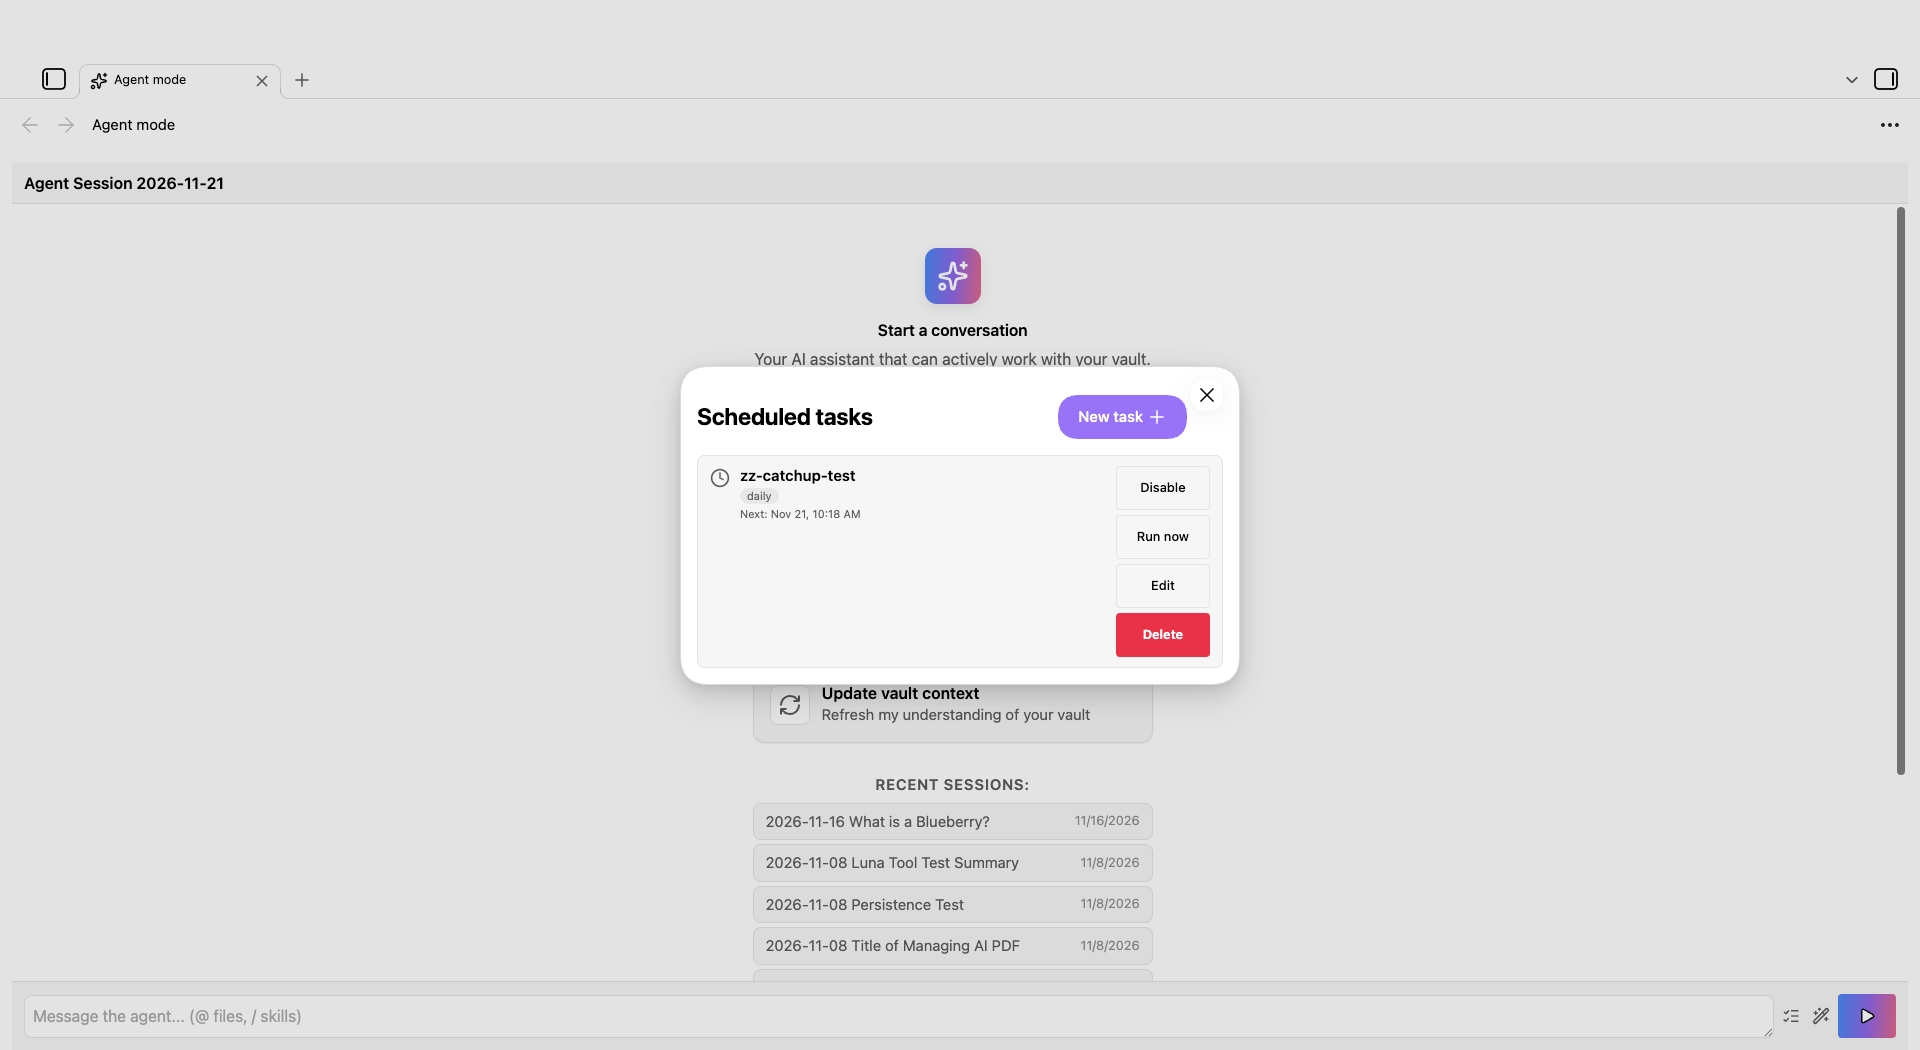 Agent mode
Agent mode
Agent Session 2026-11-21
Start a conversation
Your AI assistant that can actively work with your vault.
Scheduled tasks
New task
zz-catchup-test
daily
Next: Nov 21, 10:18 AM
Disable
Run now
Edit
Delete
Update vault context
Refresh my understanding of your vault
RECENT SESSIONS:
2026-11-16 What is a Blueberry? 11/16/2026
2026-11-08 Luna Tool Test Summary 11/8/2026
2026-11-08 Persistence Test 11/8/2026
2026-11-08 Title of Managing AI PDF 11/8/2026
Message the agent... (@ files, / skills)